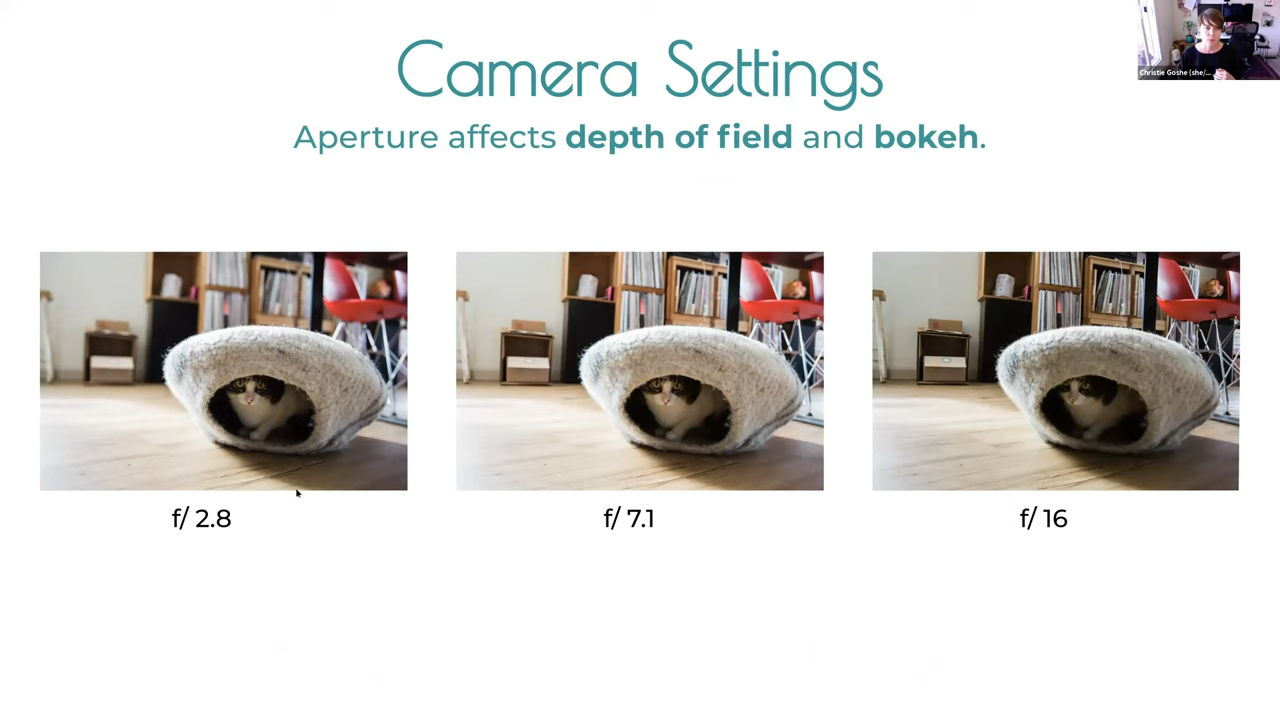 Camera Settings
Christie Goshe (she/...
Aperture affects depth of field and bokeh.
f/ 2.8
f/ 7.1
f/ 16